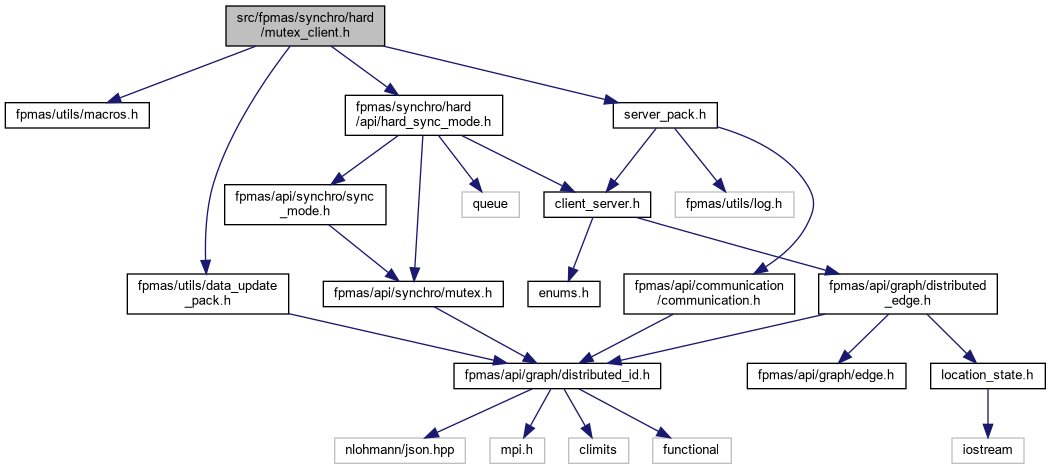 src/fpmas/synchro/hard
/mutex_client.h
fpmas/utils/macros.h
fpmas/synchro/hard
/api/hard_sync_mode.h
server_pack.h
fpmas/api/synchro/sync
_mode.h
queue
client_server.h
fpmas/utils/log.h
fpmas/utils/data_update
_pack.h
fpmas/api/synchro/mutex.h
enums.h
fpmas/api/communication
/communication.h
fpmas/api/graph/distributed
_edge.h
fpmas/api/graph/distributed_id.h
fpmas/api/graph/edge.h
location_state.h
nlohmann/json.hpp
mpi.h
climits
functional
iostream